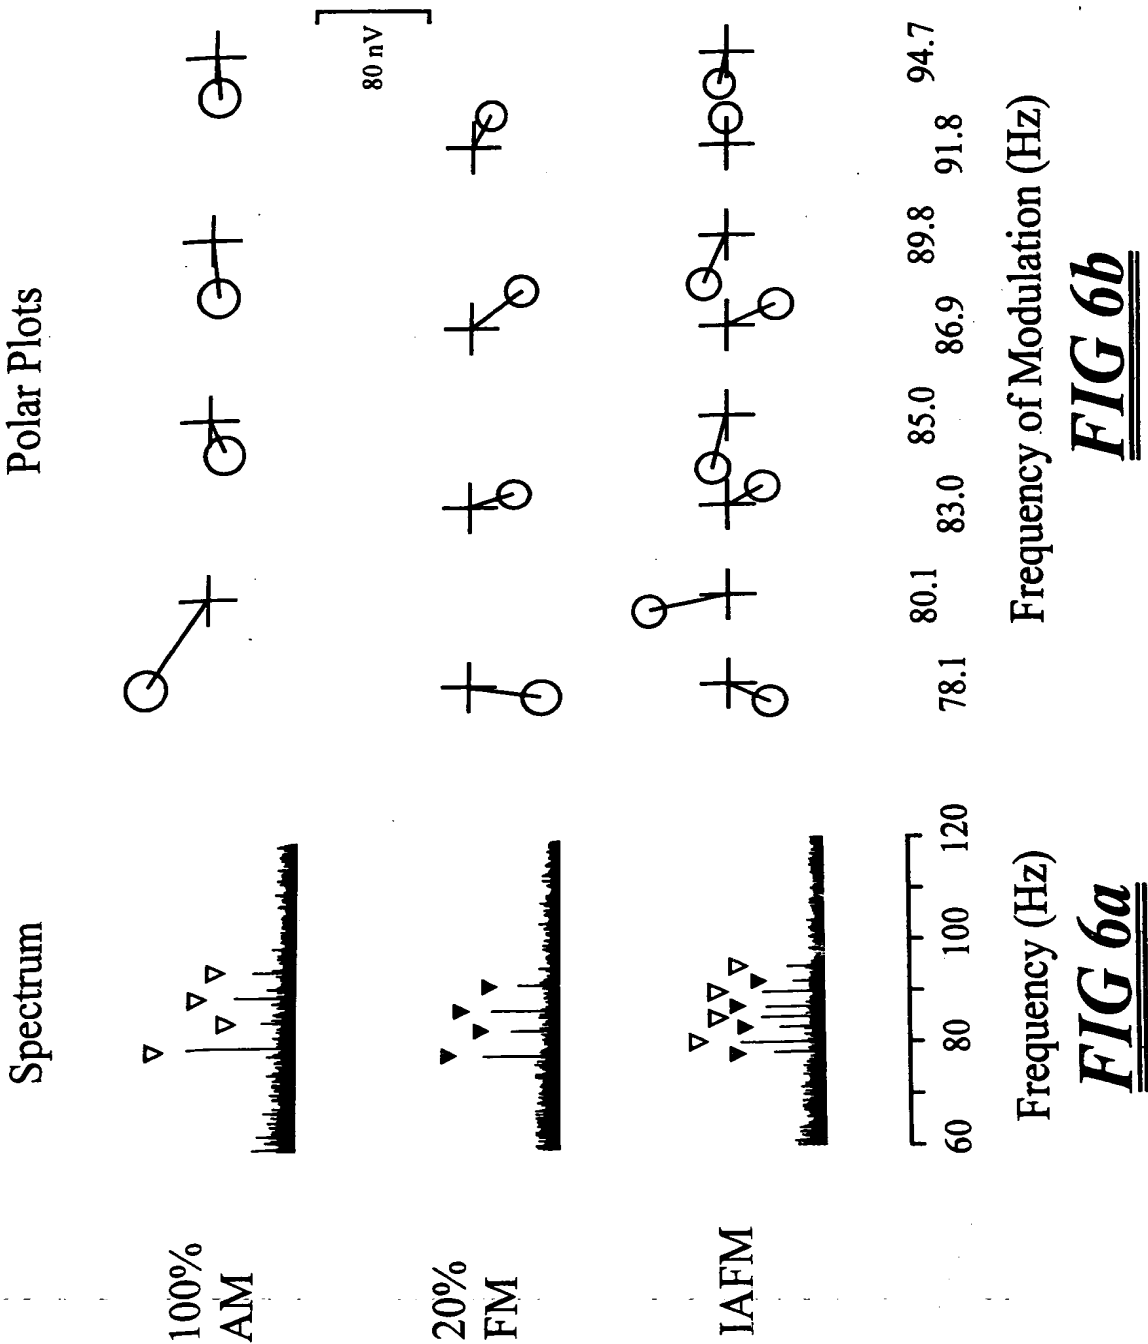 Spectrum
Polar Plots
100%
AM
80 nV
20%
FM
IAFM
60 80 100 120
78.1 80.1 83.0 85.0 86.9 89.8 91.8 94.7
Frequency (Hz)
Frequency of Modulation (Hz)
FIG 6a
FIG 6b